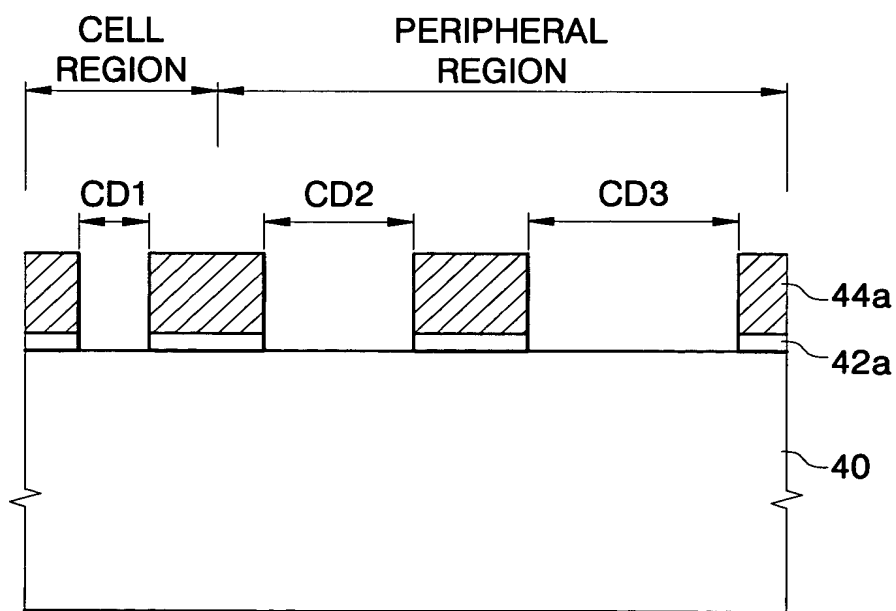 CELL
REGION
PERIPHERAL
REGION
CD1
CD2
CD3
44a
42a
40